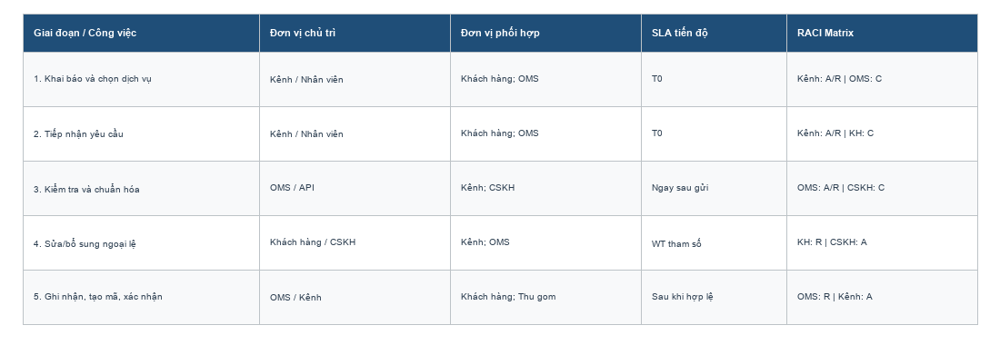 Giai đoạn / Công việc Đơn vị chủ trì Đơn vị phối hợp SLA tiến độ RACI Matrix
1. Khai báo và chọn dịch vụ Kênh / Nhân viên Khách hàng; OMS T0 Kênh: A/R | OMS: C
2. Tiếp nhận yêu cầu Kênh / Nhân viên Khách hàng; OMS T0 Kênh: A/R | KH: C
3. Kiểm tra và chuẩn hóa OMS / API Kênh; CSKH Ngay sau gửi OMS: A/R | CSKH: C
4. Sửa/bổ sung ngoại lệ Khách hàng / CSKH Kênh; OMS WT tham số KH: R | CSKH: A
5. Ghi nhận, tạo mã, xác nhận OMS / Kênh Khách hàng; Thu gom Sau khi hợp lệ OMS: R | Kênh: A